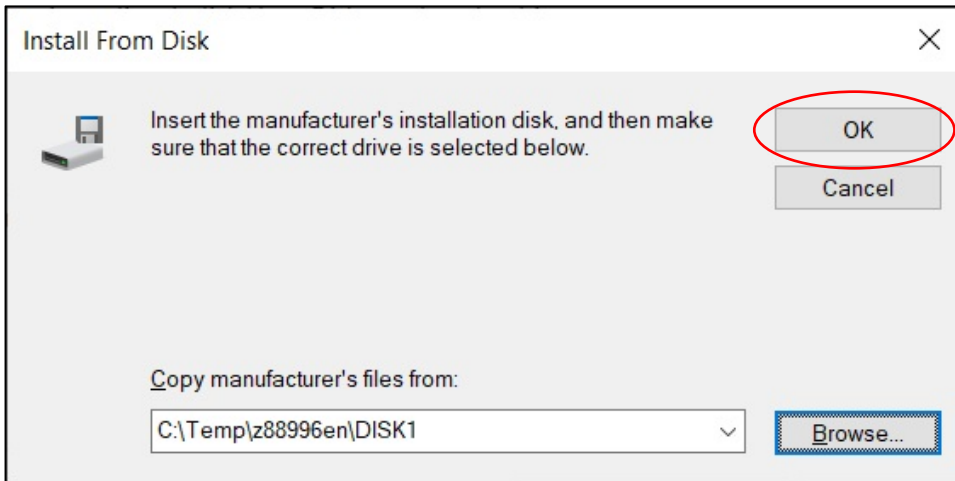 Install From Disk
Insert the manufacturer's installation disk, and then make
sure that the correct drive is selected below.
OK
Cancel
Copy manufacturer's files from:
C:\Temp\z88996en\DISK1
Browse...